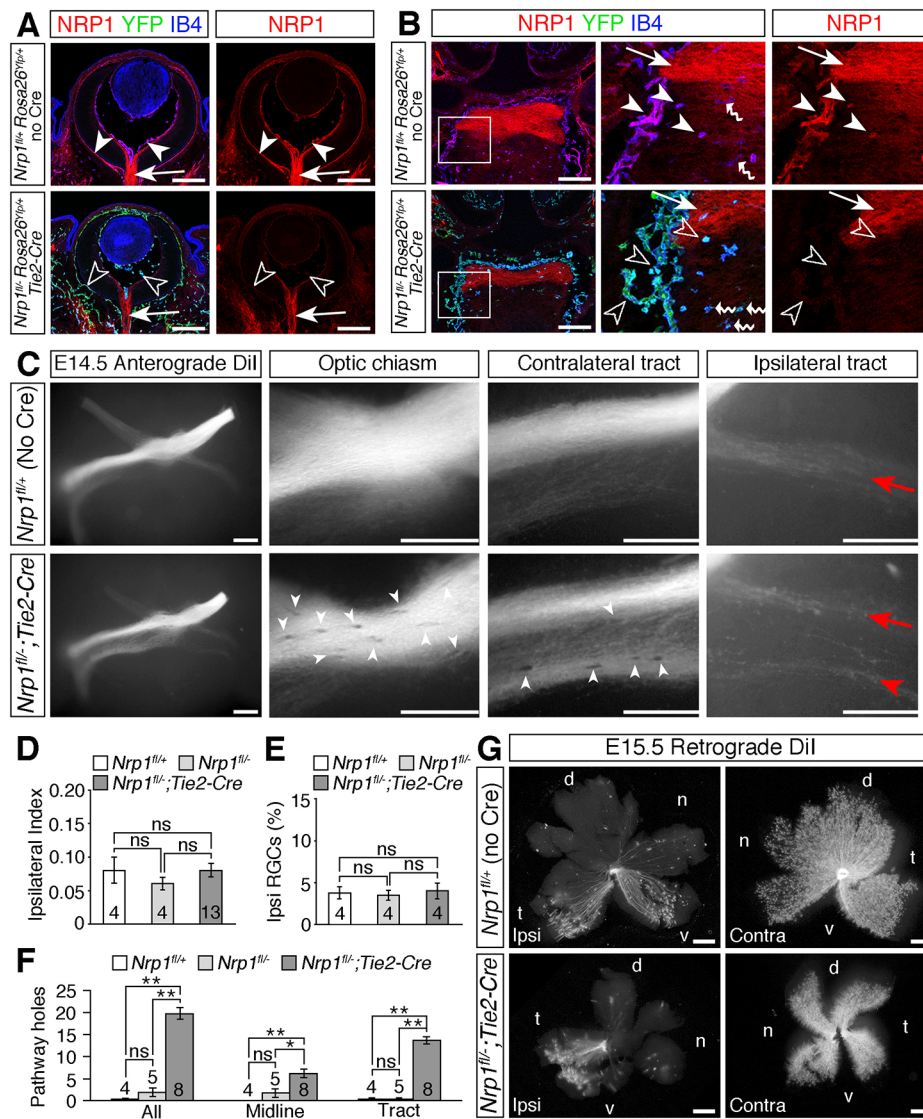 A
NRP1 YFP IB4
NRP1
Nrp1fl/+ Rosa26Yfp/+
no Cre
Nrp1fl/- Rosa26Yfp/+
Tie2-Cre
B
NRP1 YFP IB4
NRP1
Nrp1fl/+ Rosa26Yfp/+
no Cre
Nrp1fl/- Rosa26Yfp/+
Tie2-Cre
C
E14.5 Anterograde DiI
Optic chiasm
Contralateral tract
Ipsilateral tract
Nrp1fl/+ (No Cre)
Nrp1fl/-;Tie2-Cre
D
Nrp1fl/+ Nrp1fl/-
Nrp1fl/-;Tie2-Cre
Ipsilateral Index
0.20
0.15
0.10
0.05
0
ns
ns ns
4 4 13
E
Nrp1fl/+ Nrp1fl/-
Nrp1fl/-;Tie2-Cre
Ipsi RGCs (%)
15
10
5
0
ns
ns ns
4 4 4
F
Nrp1fl/+ Nrp1fl/- Nrp1fl/-;Tie2-Cre
Pathway holes
25
20
15
10
5
0
**
**
ns
4 5 8
**
*
ns
4 5 8
**
**
ns
4 5 8
All Midline Tract
G
E15.5 Retrograde DiI
Nrp1fl/+ (no Cre)
d
n
t
v
Ipsi
d
n
t
v
Contra
Nrp1fl/-;Tie2-Cre
d
t
n
v
Ipsi
d
n
t
v
Contra